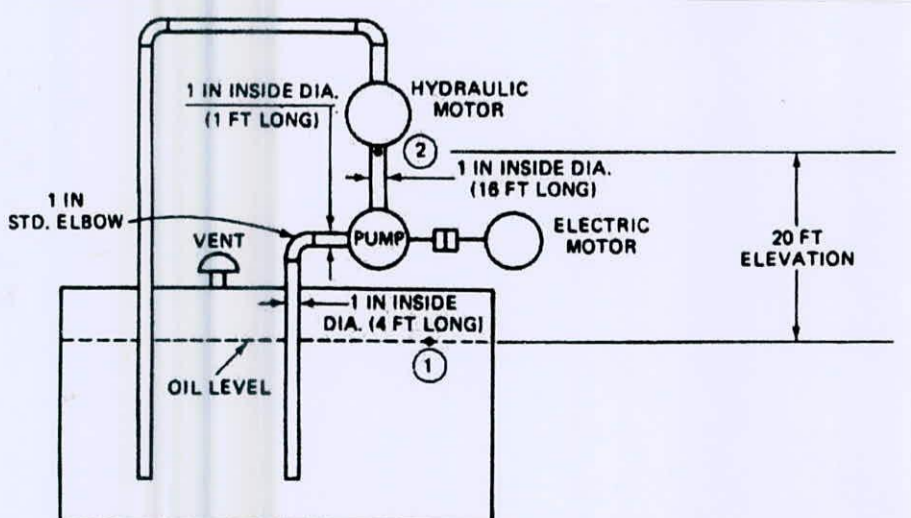 1 IN INSIDE DIA.
(1 FT LONG)
HYDRAULIC
MOTOR
2
1 IN INSIDE DIA.
(16 FT LONG)
1 IN
STD. ELBOW
VENT
PUMP
ELECTRIC
MOTOR
20 FT
ELEVATION
1 IN INSIDE
DIA. (4 FT LONG)
OIL LEVEL
1